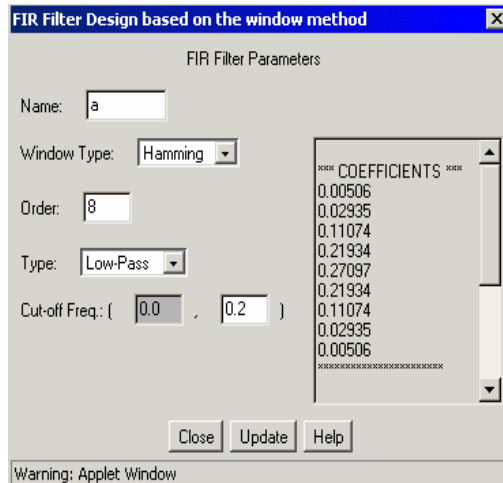 FIR Filter Design based on the window method
FIR Filter Parameters
Name: a
Window Type: Hamming
Order: 8
Type: Low-Pass
Cut-off Freq.: ( 0.0 , 0.2 )
*** COEFFICIENTS ***
0.00506
0.02935
0.11074
0.21934
0.27097
0.21934
0.11074
0.02935
0.00506
************************
Close Update Help
Warning: Applet Window